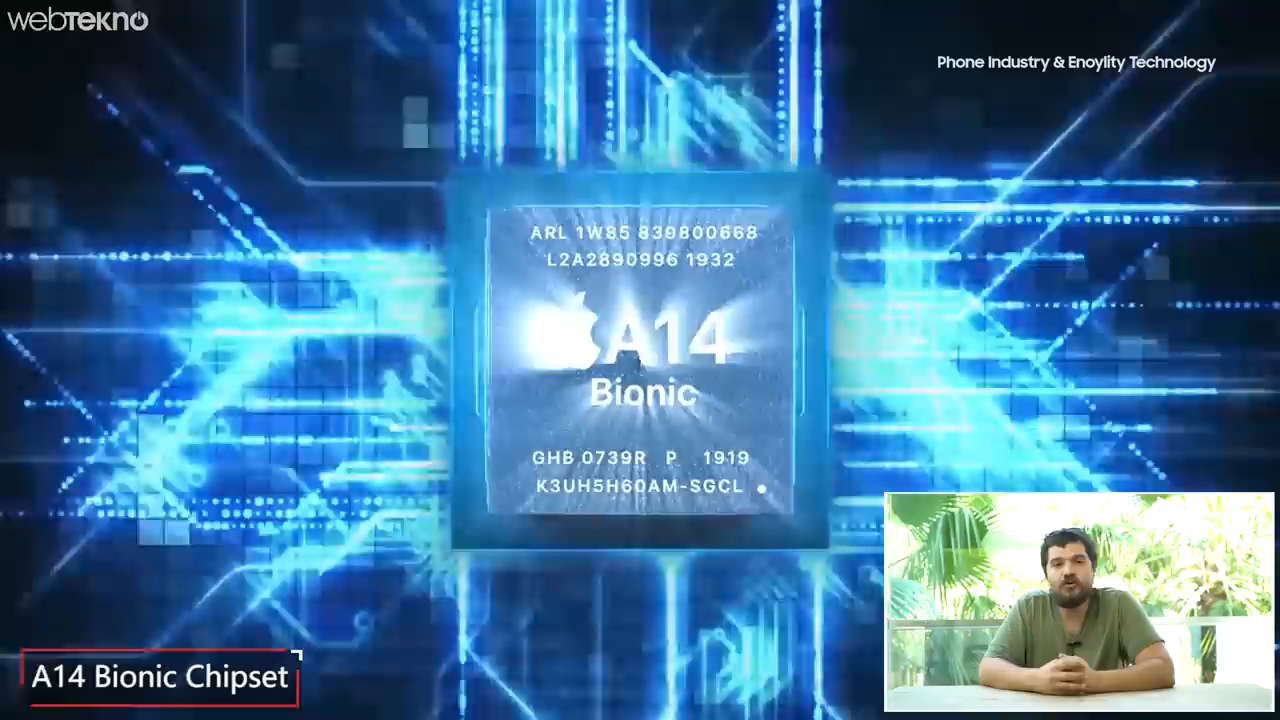 webTEKNO
Phone Industry & Enoylity Technology
ARL 1W85 839800668
L2A2890996 1932
A14
Bionic
GHB 0739R P 1919
K3UH5H60AM-SGCL
A14 Bionic Chipset